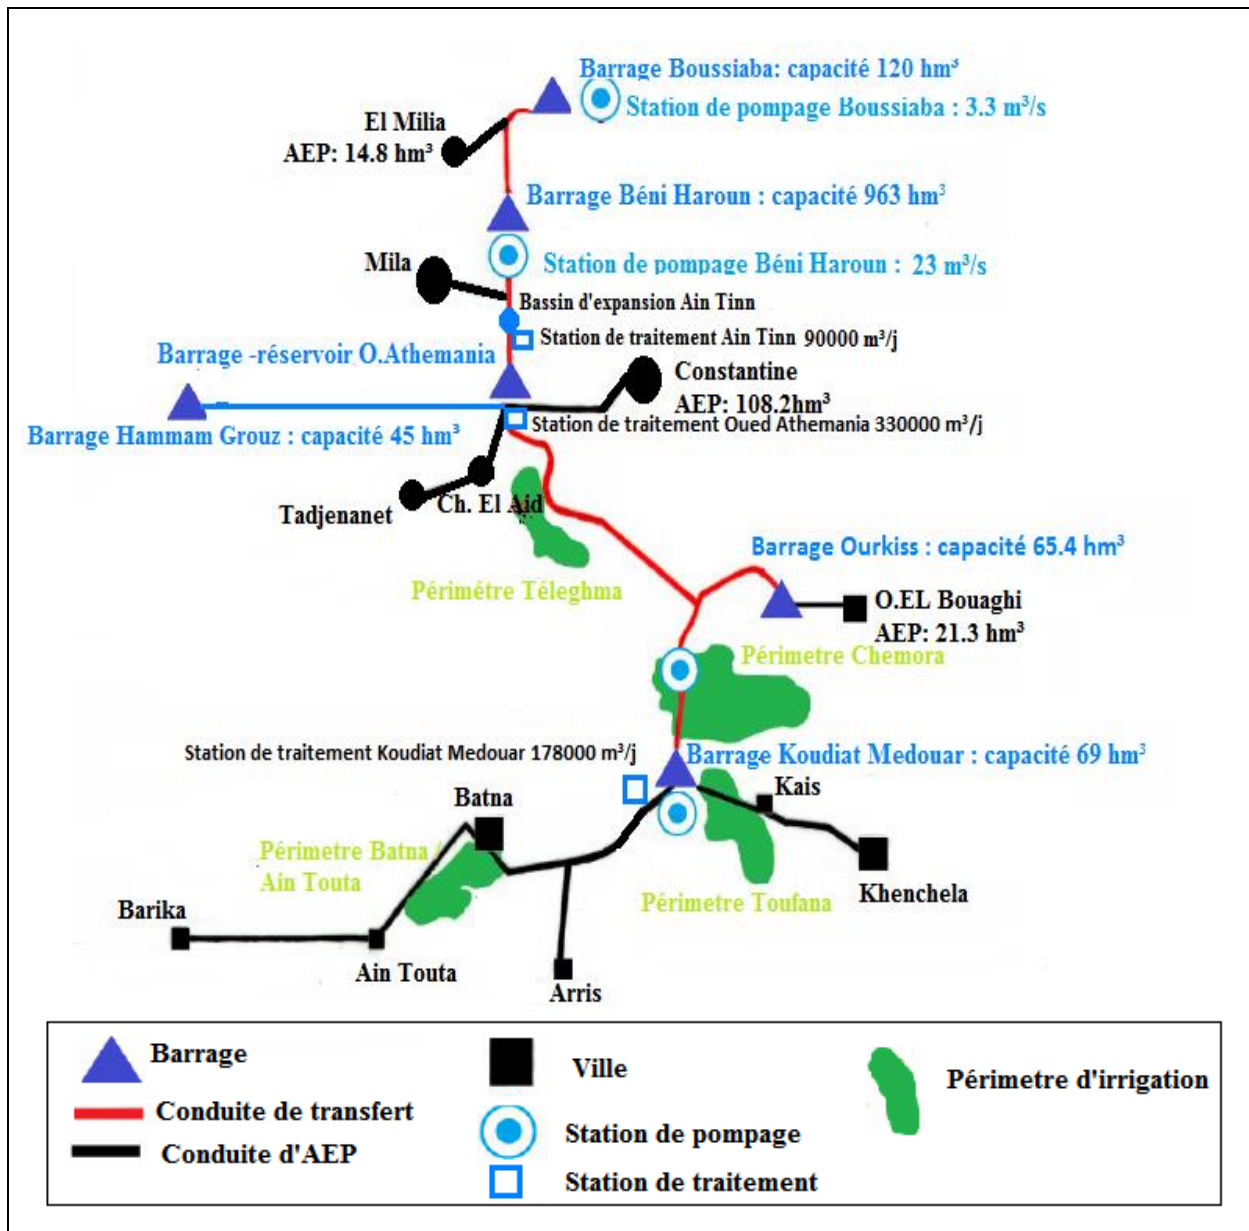 Barrage Boussiaba: capacité 120 hm³
Station de pompage Boussiaba : 3.3 m³/s
El Milia
AEP: 14.8 hm³
Barrage Béni Haroun : capacité 963 hm³
Mila
Station de pompage Béni Haroun : 23 m³/s
Bassin d'expansion Ain Tinn
Station de traitement Ain Tinn 90000 m³/j
Barrage -réservoir O.Athemania
Constantine
AEP: 108.2hm³
Station de traitement Oued Athemania 330000 m³/j
Barrage Hammam Grouz : capacité 45 hm³
Ch. El Aid
Tadjenanet
Barrage Ourkiss : capacité 65.4 hm³
Périmétre Téleghma
O.EL Bouaghi
AEP: 21.3 hm³
Périmetre Chemora
Station de traitement Koudiat Medouar 178000 m³/j
Barrage Koudiat Medouar : capacité 69 hm³
Kais
Batna
Périmetre Batna /
Ain Touta
Périmetre Toufana
Khenchela
Barika
Ain Touta
Arris
Barrage
Ville
Périmetre d'irrigation
Conduite de transfert
Station de pompage
Conduite d'AEP
Station de traitement